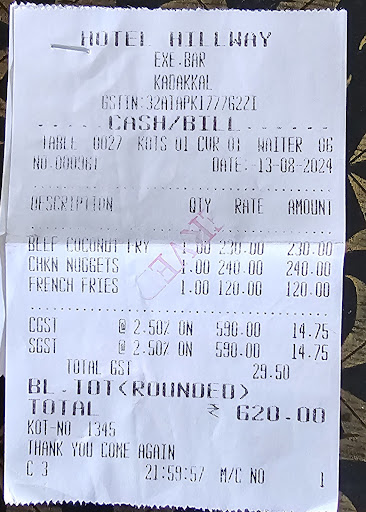 HOTEL HILLWAY
EXE.BAR
KADAKKAL
GSTIN:32ATAPK1777G2ZI
CASH/BILL
TABLE 0027 KOTS 01 CVR 01 WAITER 06
NO.000961 DATE:-13-08-2024
DESCRIPTION QTY RATE AMOUNT
BEEF COCONUT FRY 1.00 230.00 230.00
CHKN NUGGETS 1.00 240.00 240.00
FRENCH FRIES 1.00 120.00 120.00
CGST @ 2.50% ON 590.00 14.75
SGST @ 2.50% ON 590.00 14.75
TOTAL GST 29.50
BL.TOT(ROUNDED)
TOTAL ₹ 620.00
KOT-NO 1345
THANK YOU COME AGAIN
C 3 21:59:57 M/C NO 1